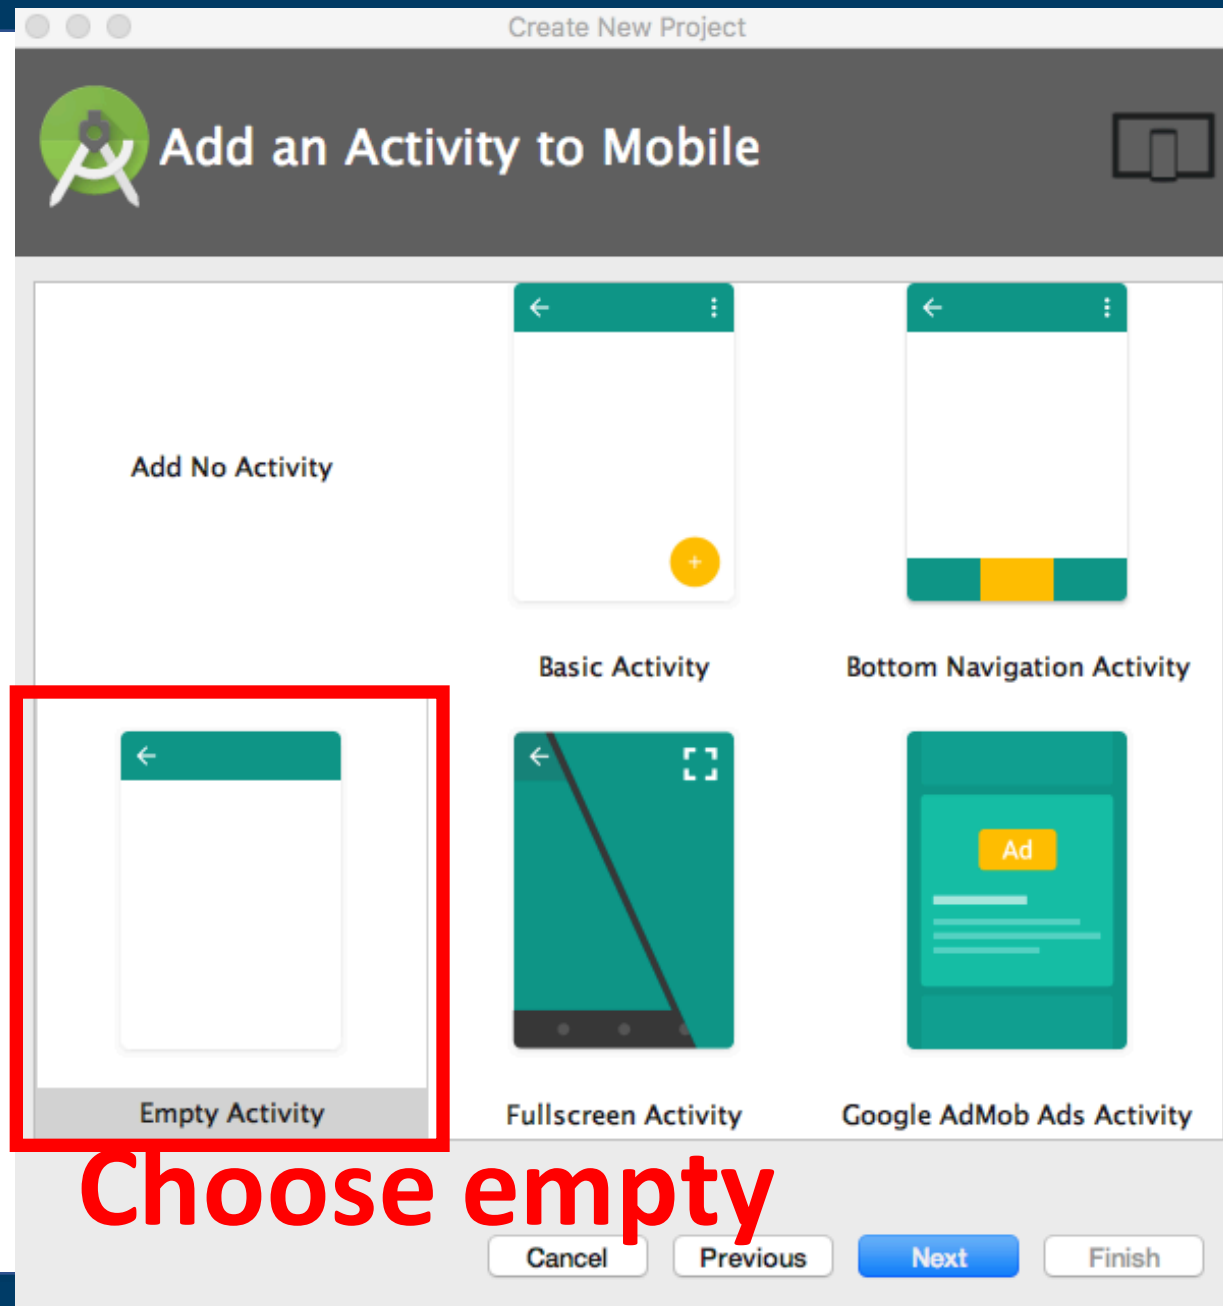 Create New Project
Add an Activity to Mobile
Add No Activity
Basic Activity
Bottom Navigation Activity
Ad
Empty Activity
Fullscreen Activity
Google AdMob Ads Activity
Choose empty
Cancel
Previous
Next
Finish